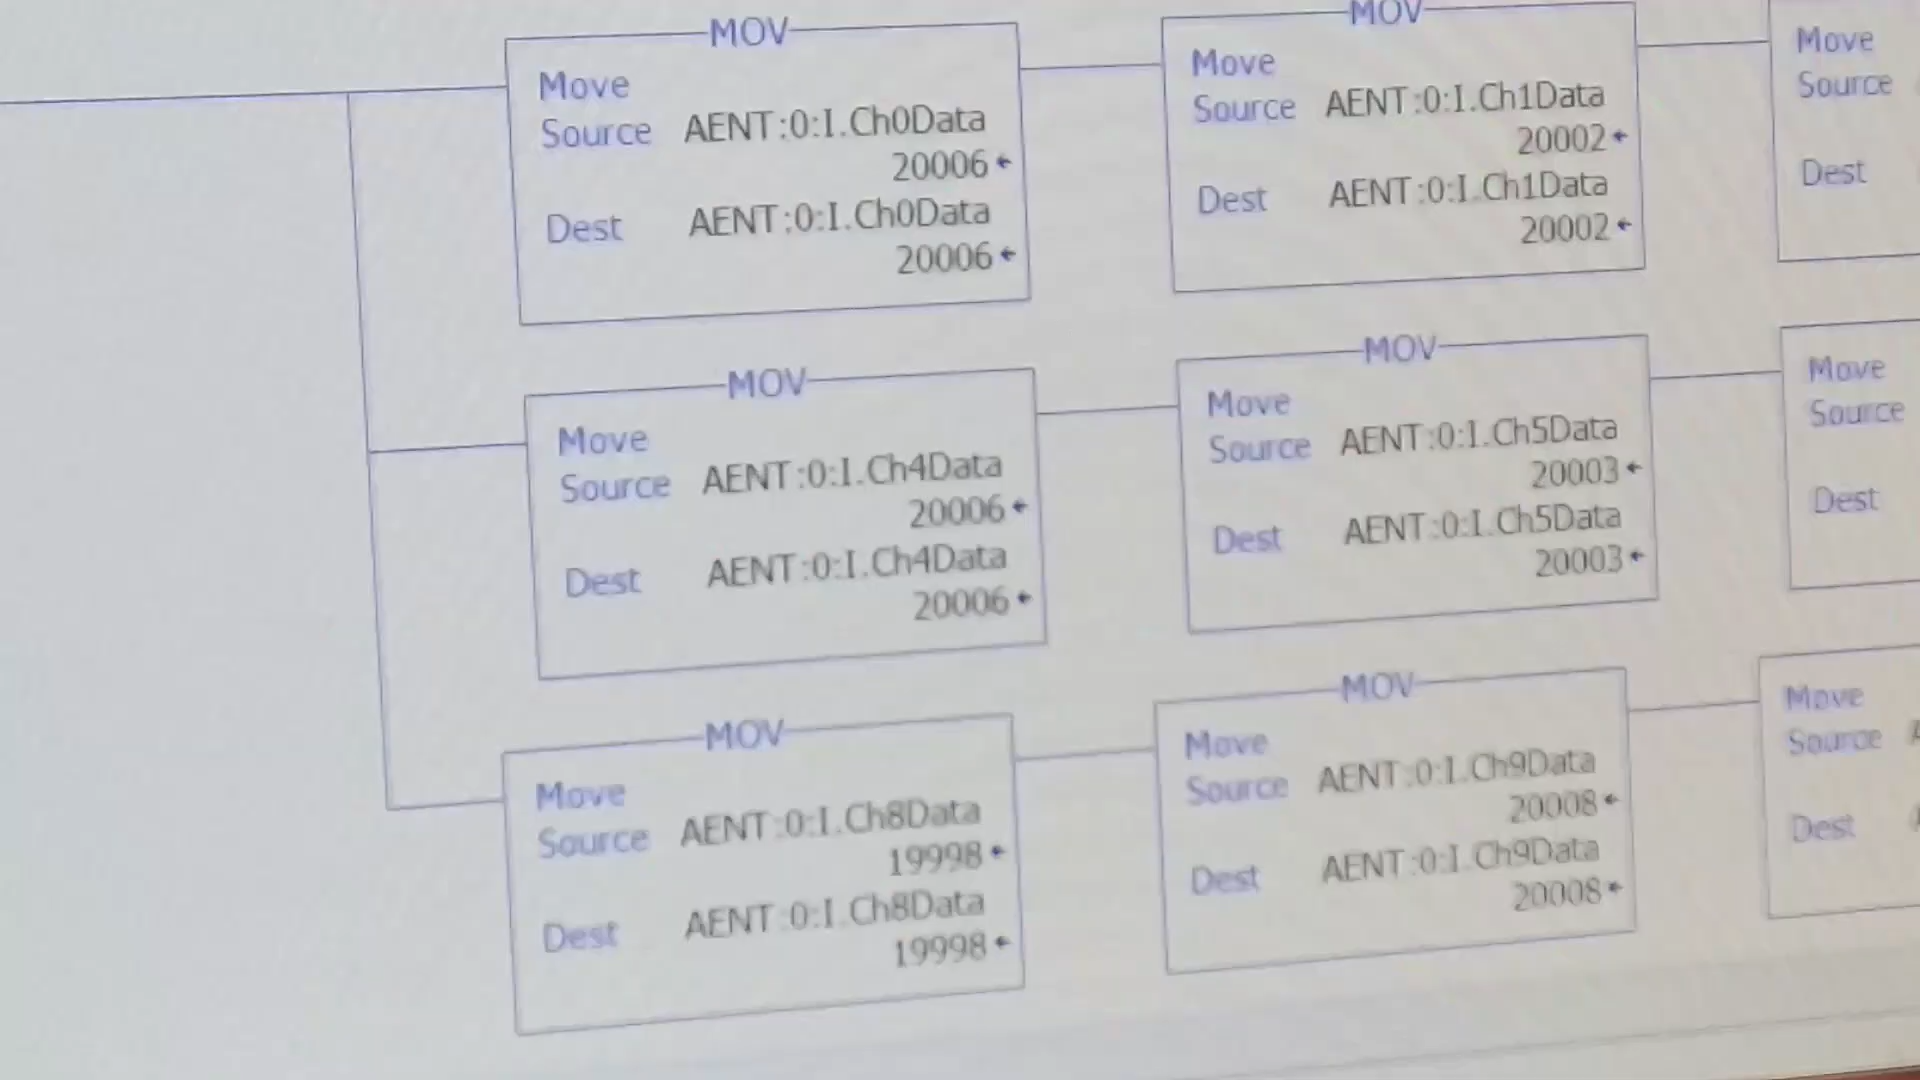 MOV
Move
Source AENT:0:I.Ch0Data
20006
Dest AENT:0:I.Ch0Data
20006
MOV
Move
Source AENT:0:I.Ch1Data
20002
Dest AENT:0:I.Ch1Data
20002
Move
Source
Dest
MOV
Move
Source AENT:0:I.Ch4Data
20006
Dest AENT:0:I.Ch4Data
20006
MOV
Move
Source AENT:0:I.Ch5Data
20003
Dest AENT:0:I.Ch5Data
20003
Move
Source
Dest
MOV
Move
Source AENT:0:I.Ch8Data
19998
Dest AENT:0:I.Ch8Data
19998
MOV
Move
Source AENT:0:I.Ch9Data
20008
Dest AENT:0:I.Ch9Data
20008
Move
Source
Dest